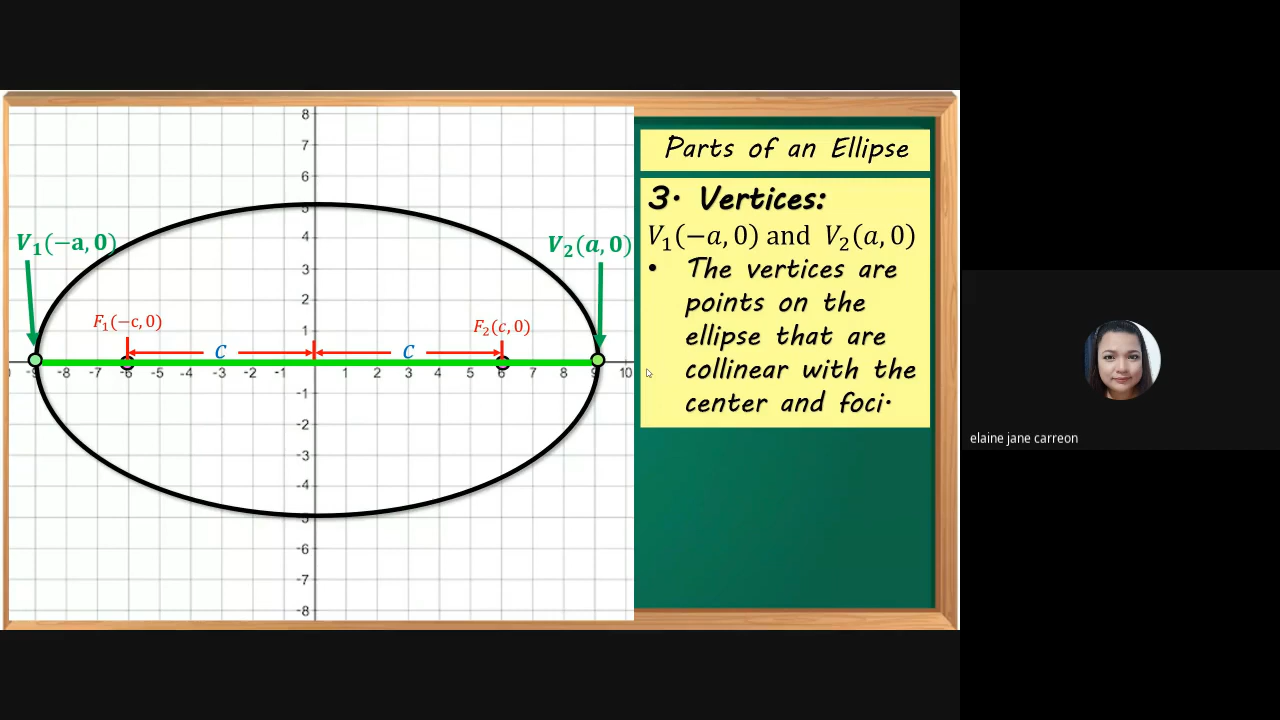 Parts of an Ellipse
3. Vertices:
V₁(−a, 0) and V₂(a, 0)
• The vertices are
points on the
ellipse that are
collinear with the
center and foci.
8
7
6
5
V₁(−a, 0) 4 V₂(a, 0)
3
2
F₁(−c, 0) 1 F₂(c, 0)
C C
-9 -8 -7 -6 -5 -4 -3 -2 -1 1 2 3 4 5 6 7 8 9 10
-1
-2
-3
-4
5
-6
-7
-8
elaine jane carreon